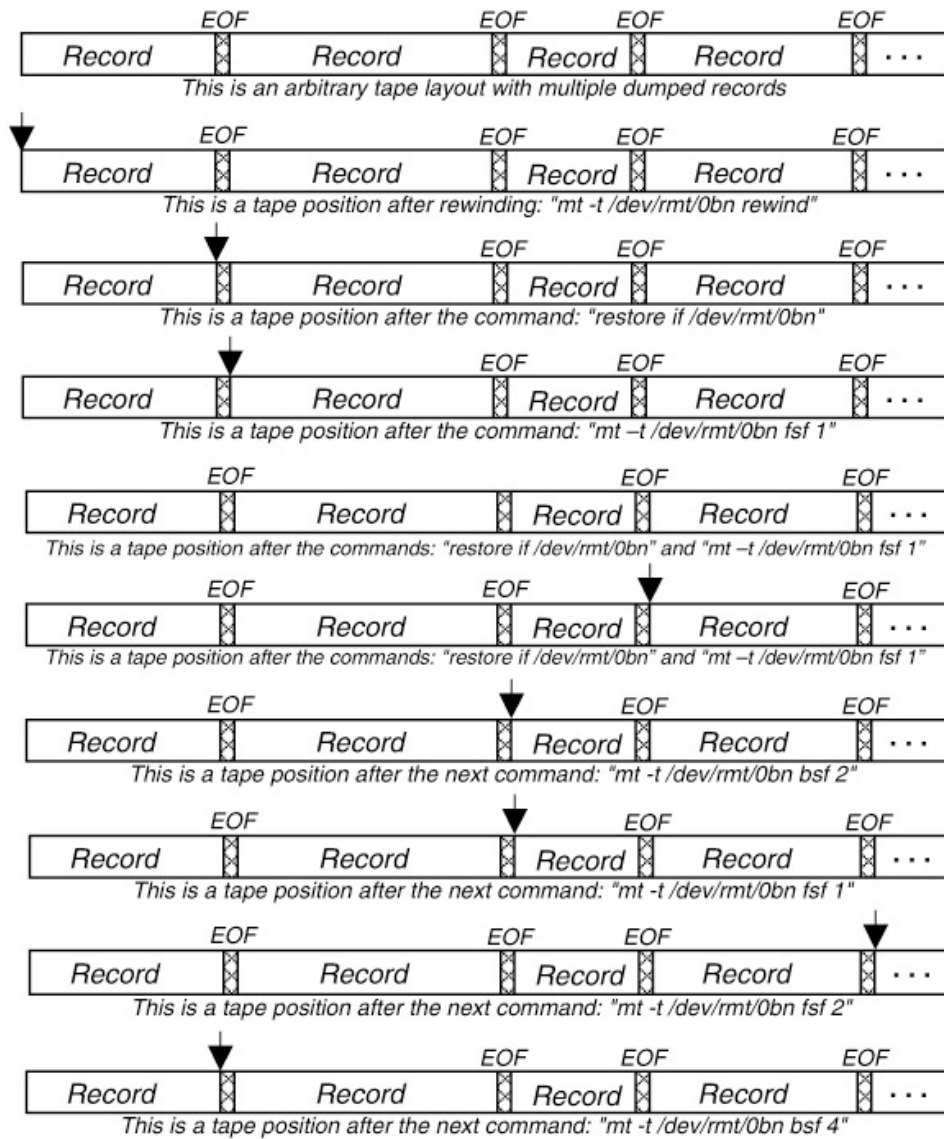 EOF EOF EOF EOF
Record Record Record Record ...
This is an arbitrary tape layout with multiple dumped records
EOF EOF EOF EOF
Record Record Record Record ...
This is a tape position after rewinding: "mt -t /dev/rmt/0bn rewind"
EOF EOF EOF
Record Record Record Record ...
This is a tape position after the command: "restore if /dev/rmt/0bn"
EOF EOF EOF
Record Record Record Record ...
This is a tape position after the command: "mt –t /dev/rmt/0bn fsf 1"
EOF EOF EOF
Record Record Record Record ...
This is a tape position after the commands: “restore if /dev/rmt/0bn” and “mt –t /dev/rmt/0bn fsf 1”
EOF EOF EOF
Record Record Record Record ...
This is a tape position after the commands: “restore if /dev/rmt/0bn” and “mt –t /dev/rmt/0bn fsf 1”
EOF EOF EOF
Record Record Record Record ...
This is a tape position after the next command: "mt -t /dev/rmt/0bn bsf 2"
EOF EOF EOF
Record Record Record Record ...
This is a tape position after the next command: "mt -t /dev/rmt/0bn fsf 1"
EOF EOF EOF
Record Record Record Record ...
This is a tape position after the next command: "mt -t /dev/rmt/0bn fsf 2"
EOF EOF EOF
Record Record Record Record ...
This is a tape position after the next command: "mt -t /dev/rmt/0bn bsf 4"